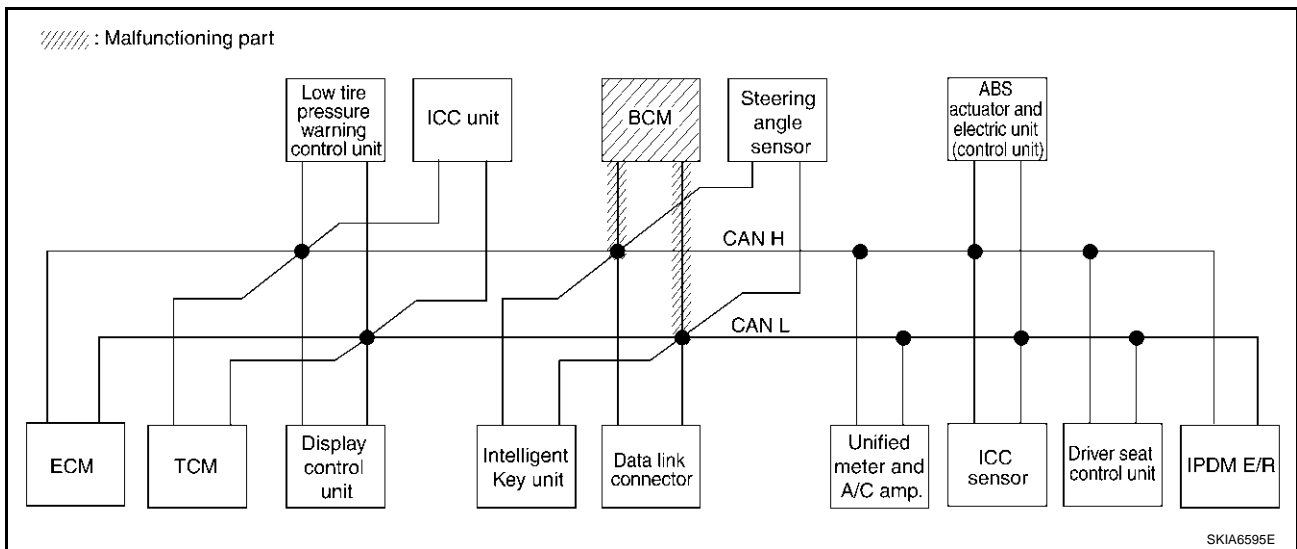 : Malfunctioning part
Low tire
pressure
warning
control unit
ICC unit
BCM
Steering
angle
sensor
ABS
actuator and
electric unit
(control unit)
CAN H
CAN L
ECM
TCM
Display
control
unit
Intelligent
Key unit
Data link
connector
Unified
meter and
A/C amp.
ICC
sensor
Driver seat
control unit
IPDM E/R
SKIA6595E